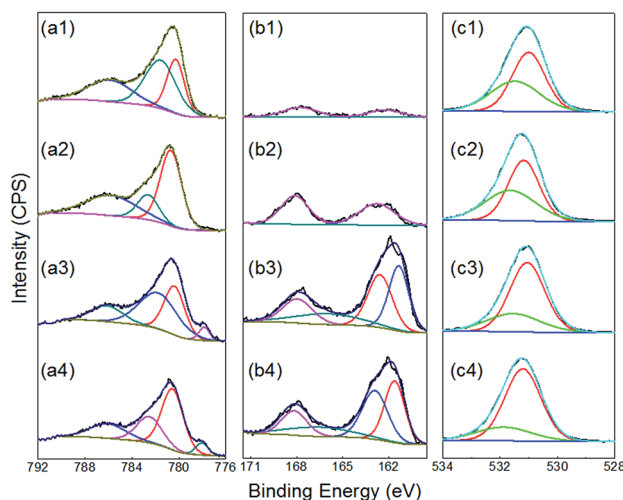 (a1) (b1) (c1)
(a2) (b2) (c2)
(a3) (b3) (c3)
(a4) (b4) (c4)
Intensity (CPS)
792 788 784 780 776 171 168 165 162 534 532 530 528
Binding Energy (eV)